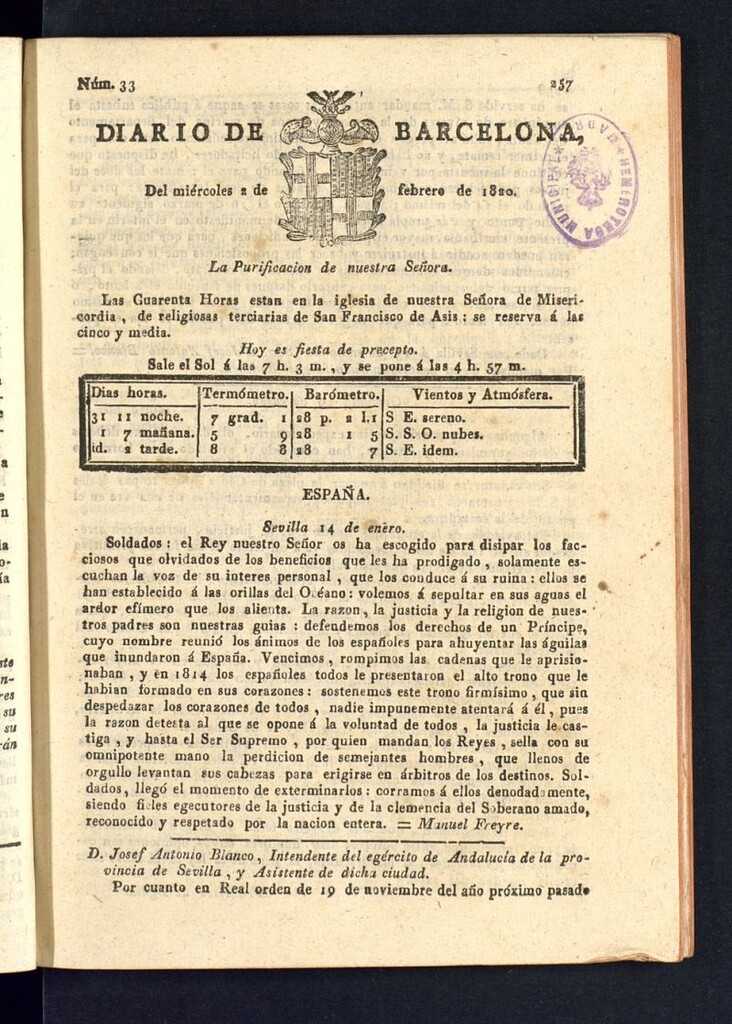 Núm. 33
257
DIARIO DE BARCELONA,
Del miércoles 2 de febrero de 1820.
HEMEROTECA MUNICIPAL
MADRID
La Purificacion de nuestra Señora.
Las Cuarenta Horas estan en la iglesia de nuestra Señora de Miseri-
cordia, de religiosas terciarias de San Francisco de Asis: se reserva á las
cinco y media.
Hoy es fiesta de precepto.
Sale el Sol á las 7 h. 3 m., y se pone á las 4 h. 57 m.
Dias horas. Termómetro. Barómetro. Vientos y Atmósfera.
31 11 noche. 7 grad. 1 28 p. 2 l. 1 S E. sereno.
1 7 mañana. 5 9 28 1 5 S. S. O. nubes.
id. 2 tarde. 8 8 28 7 S. E. idem.
ESPAÑA.
Sevilla 14 de enero.
Soldados: el Rey nuestro Señor os ha escogido para disipar los fac-
ciosos que olvidados de los beneficios que les ha prodigado, solamente es-
cuchan la voz de su interes personal, que los conduce á su ruina: ellos se
han establecido á las orillas del Océano: volemos á sepultar en sus aguas el
ardor efímero que los alienta. La razon, la justicia y la religion de nues-
tros padres son nuestras guias: defendemos los derechos de un Príncipe,
cuyo nombre reunió los ánimos de los españoles para ahuyentar las águilas
que inundaron á España. Vencimos, rompimos las cadenas que le aprisio-
naban, y en 1814 los españoles todos le presentaron el alto trono que le
habian formado en sus corazones: sostenemos este trono firmísimo, que sin
despedazar los corazones de todos, nadie impunemente atentará á él, pues
la razon detesta al que se opone á la voluntad de todos, la justicia le cas-
tiga, y hasta el Ser Supremo, por quien mandan los Reyes, sella con su
omnipotente mano la perdicion de semejantes hombres, que llenos de
orgullo levantan sus cabezas para erigirse en árbitros de los destinos. Sol-
dados, llegó el momento de exterminarlos: corramos á ellos denodadamente,
siendo fieles egecutores de la justicia y de la clemencia del Soberano amado,
reconocido y respetado por la nacion entera. = Manuel Freyre.
D. Josef Antonio Blanco, Intendente del egército de Andalucía de la pro-
vincia de Sevilla, y Asistente de dicha ciudad.
Por cuanto en Real orden de 19 de noviembre del año próximo pasado